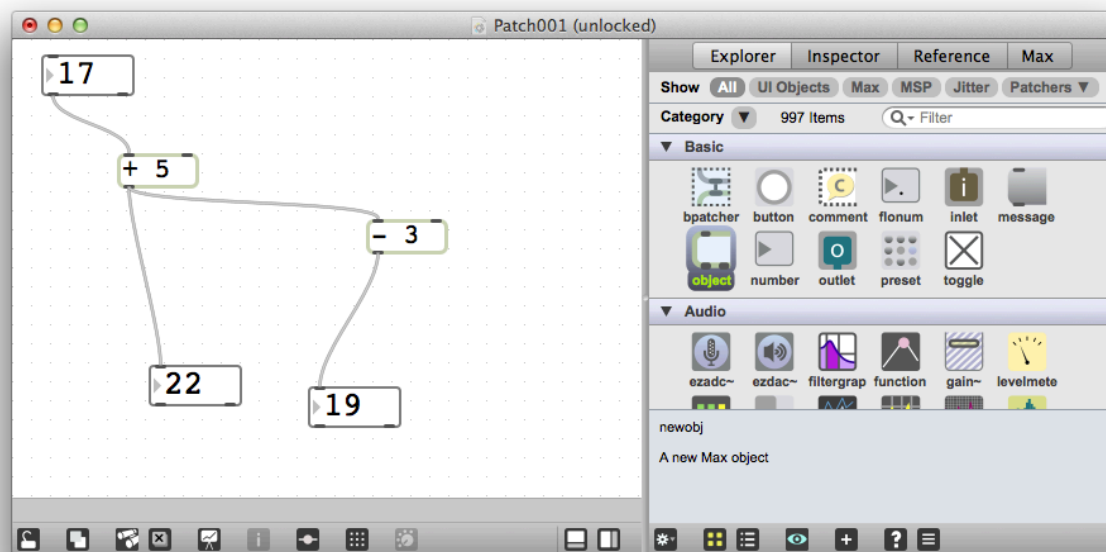 Patch001 (unlocked)
17
+ 5
- 3
22
19
Explorer Inspector Reference Max
Show All UI Objects Max MSP Jitter Patchers ▼
Category ▼ 997 Items Filter
▼ Basic
bpatcher button comment flonum inlet message
object number outlet preset toggle
▼ Audio
ezadc~ ezdac~ filtergrap function gain~ levelmete
newobj
A new Max object